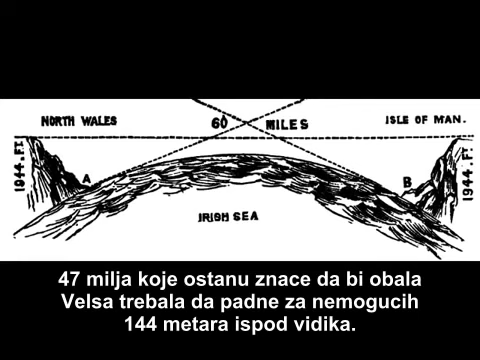 NORTH WALES 60 MILES ISLE OF MAN.
1944.FT. A B 1944.FT.
IRISH SEA
47 milja koje ostanu znace da bi obala
Velsa trebala da padne za nemogucih
144 metara ispod vidika.